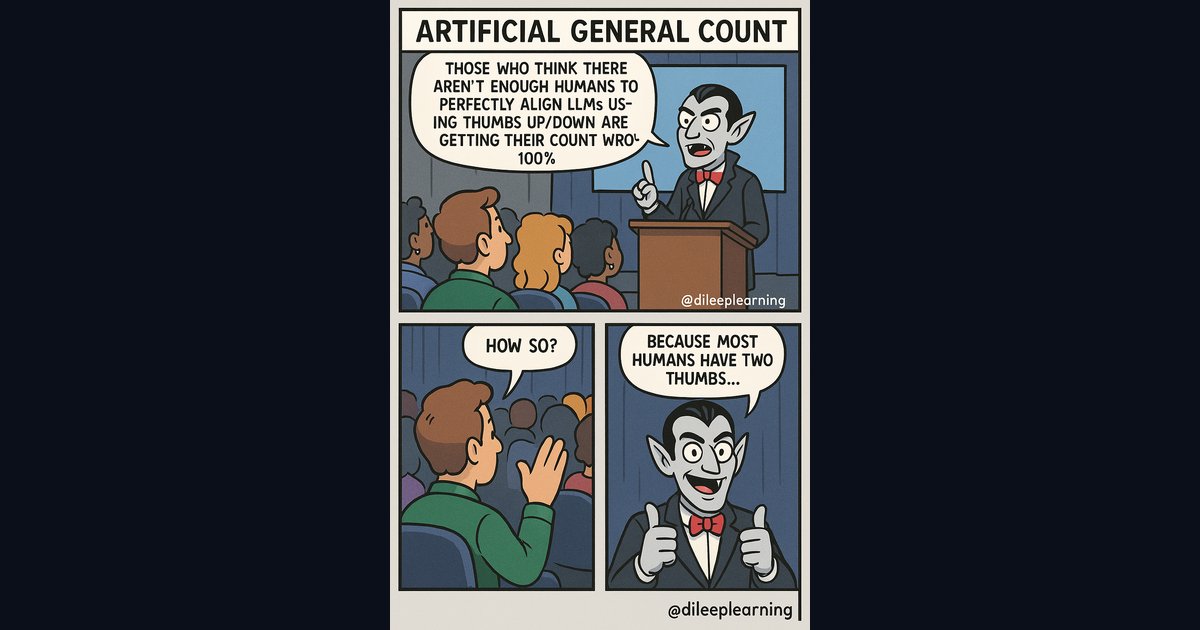 ARTIFICIAL GENERAL COUNT
THOSE WHO THINK THERE
AREN'T ENOUGH HUMANS TO
PERFECTLY ALIGN LLMs US-
ING THUMBS UP/DOWN ARE
GETTING THEIR COUNT
100%
@dileeplearning
HOW SO?
BECAUSE MOST
HUMANS HAVE TWO
THUMBS...
@dileeplearning